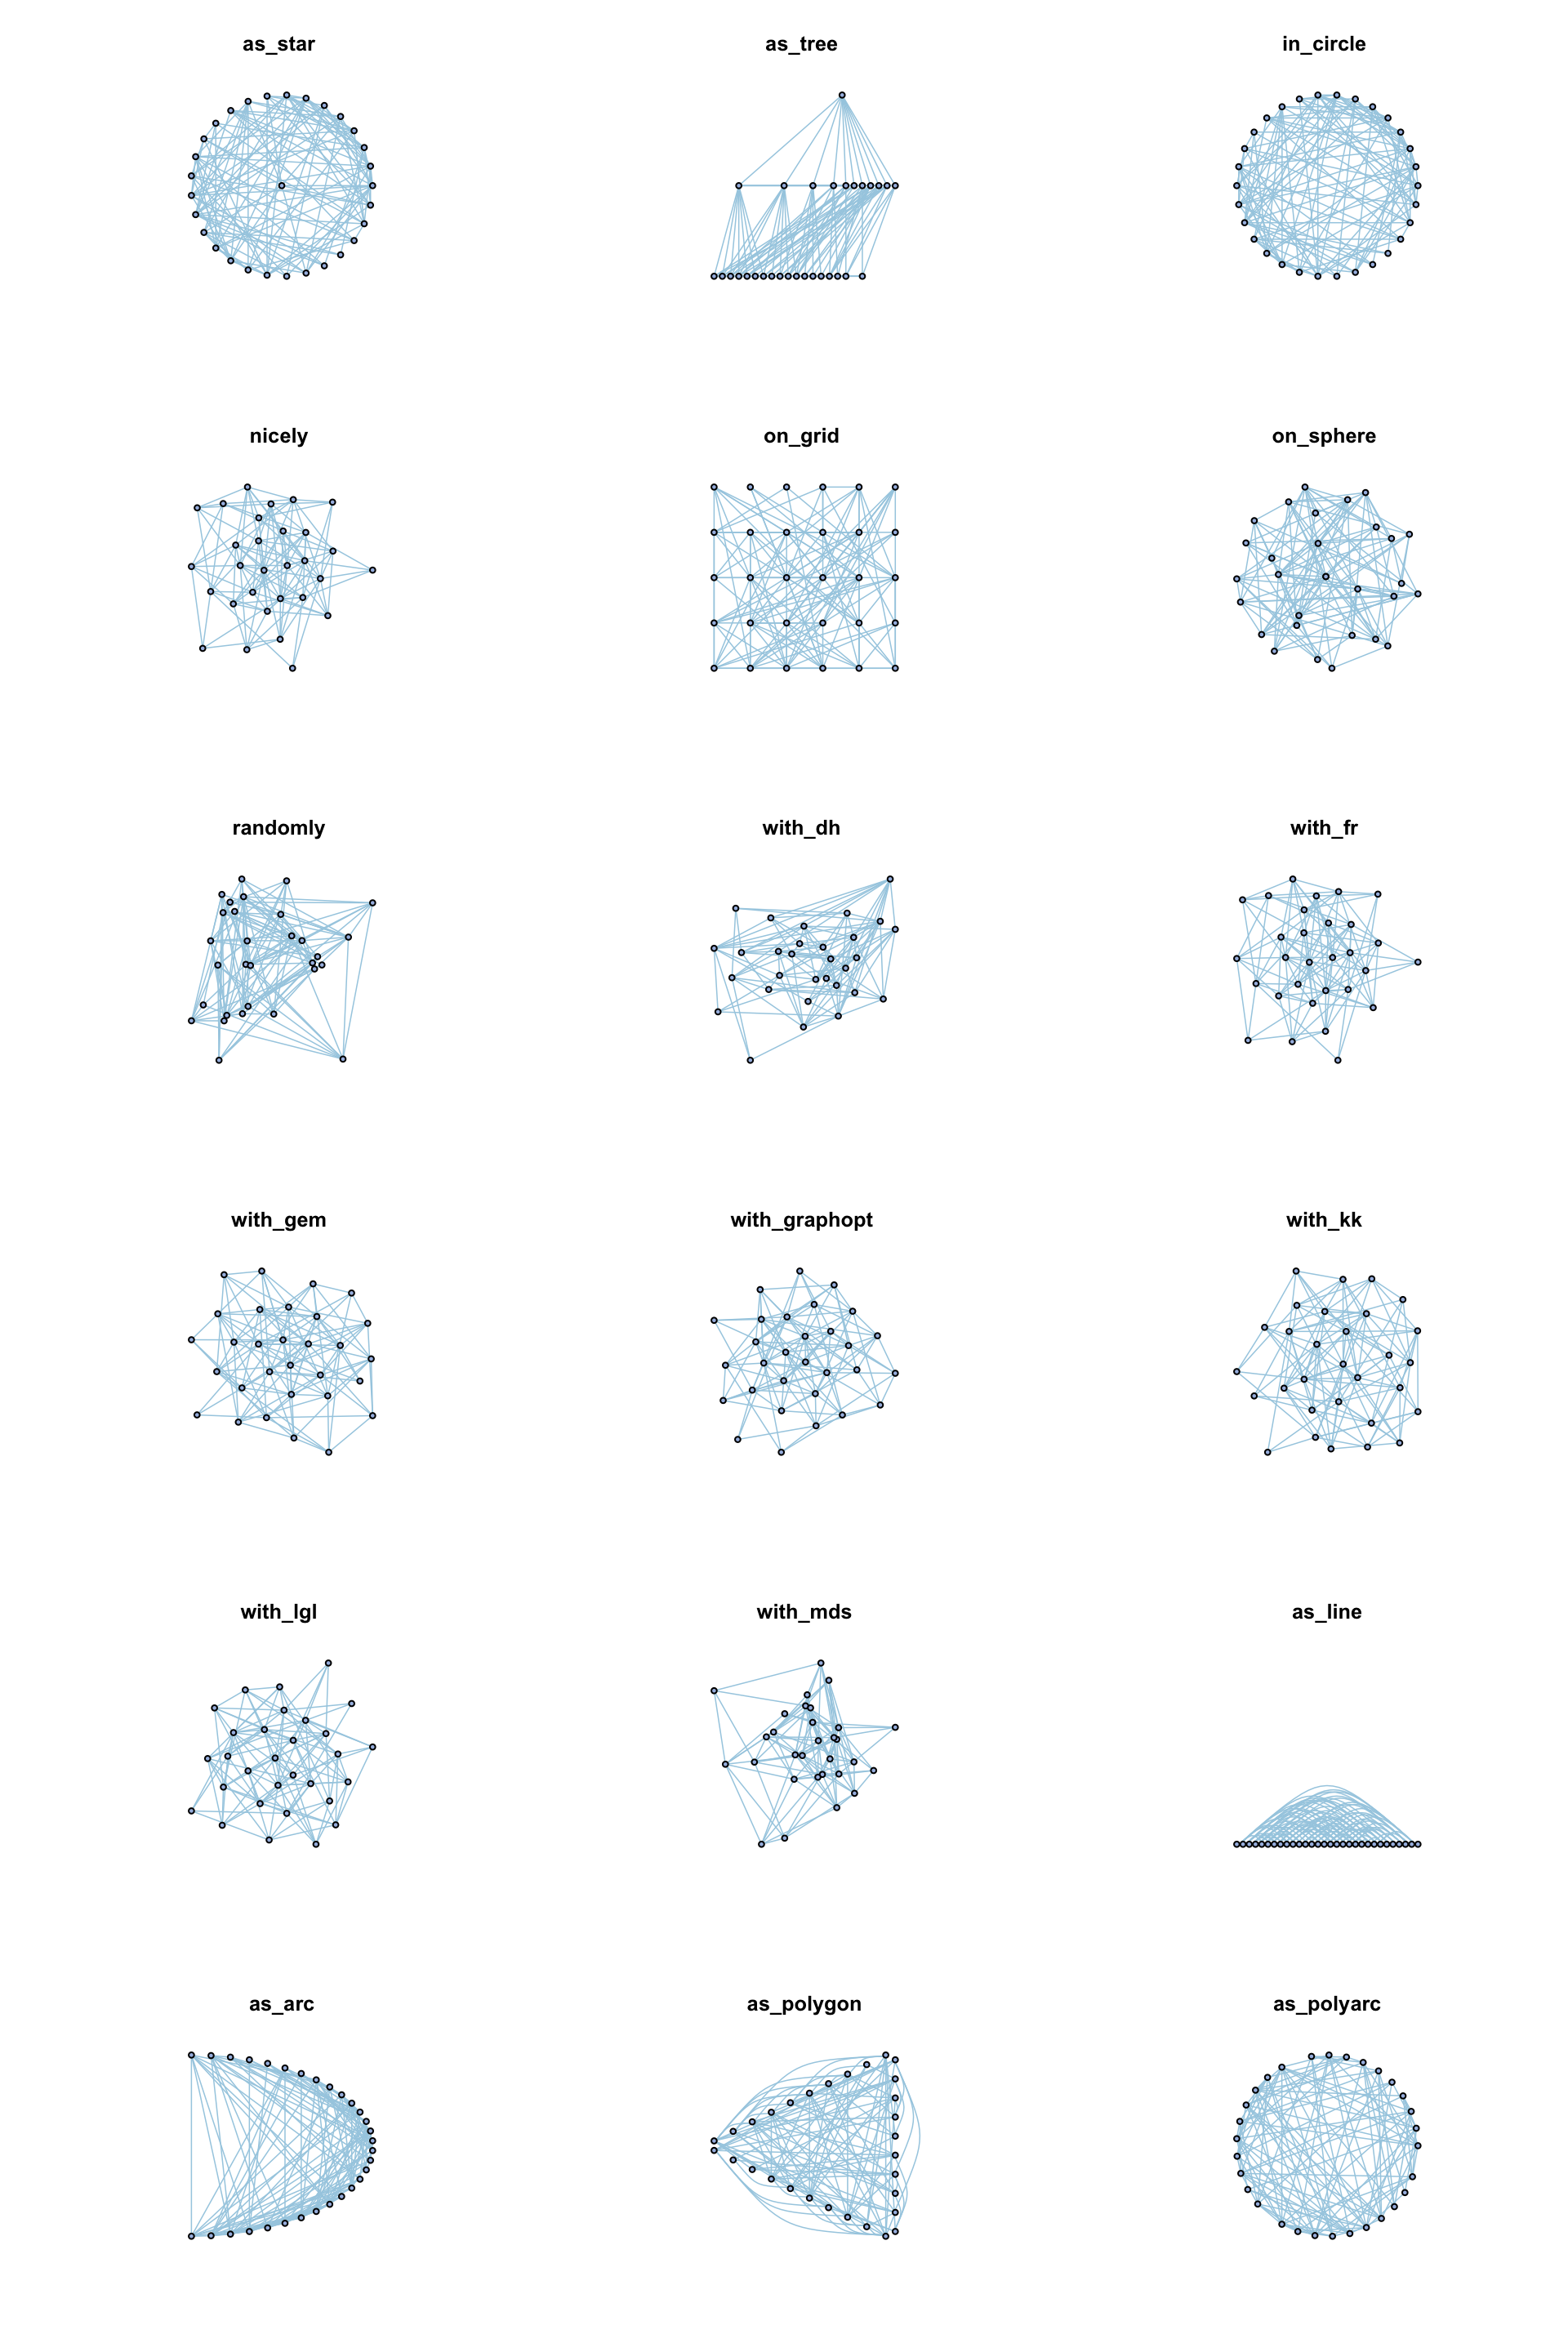 as_star
as_tree
in_circle
nicely
on_grid
on_sphere
randomly
with_dh
with_fr
with_gem
with_graphopt
with_kk
with_lgl
with_mds
as_line
as_arc
as_polygon
as_polyarc